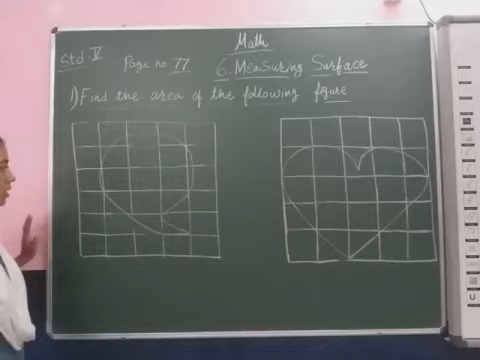 Math
Std V
Page no 77
6. Measuring Surface
1) Find the area of the following figure
U